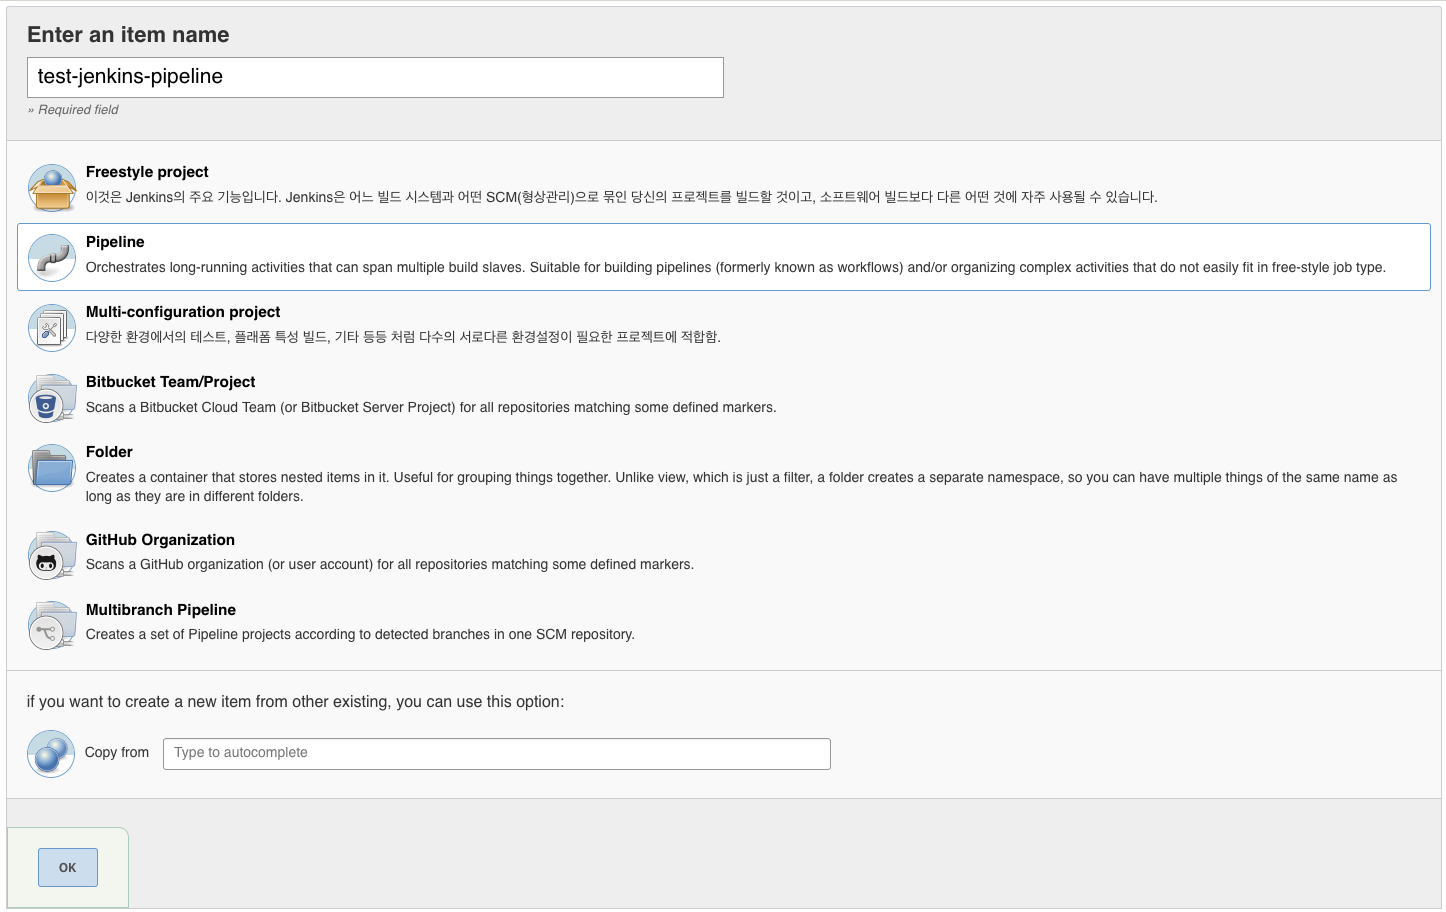 Enter an item name
test-jenkins-pipeline
» Required field
Freestyle project
이것은 Jenkins의 주요 기능입니다. Jenkins은 어느 빌드 시스템과 어떤 SCM(형상관리)으로 묶인 당신의 프로젝트를 빌드할 것이고, 소프트웨어 빌드보다 다른 어떤 것에 자주 사용될 수 있습니다.
Pipeline
Orchestrates long-running activities that can span multiple build slaves. Suitable for building pipelines (formerly known as workflows) and/or organizing complex activities that do not easily fit in free-style job type.
Multi-configuration project
다양한 환경에서의 테스트, 플래폼 특성 빌드, 기타 등등 처럼 다수의 서로다른 환경설정이 필요한 프로젝트에 적합함.
Bitbucket Team/Project
Scans a Bitbucket Cloud Team (or Bitbucket Server Project) for all repositories matching some defined markers.
Folder
Creates a container that stores nested items in it. Useful for grouping things together. Unlike view, which is just a filter, a folder creates a separate namespace, so you can have multiple things of the same name as
long as they are in different folders.
GitHub Organization
Scans a GitHub organization (or user account) for all repositories matching some defined markers.
Multibranch Pipeline
Creates a set of Pipeline projects according to detected branches in one SCM repository.
if you want to create a new item from other existing, you can use this option:
Copy from
Type to autocomplete
OK